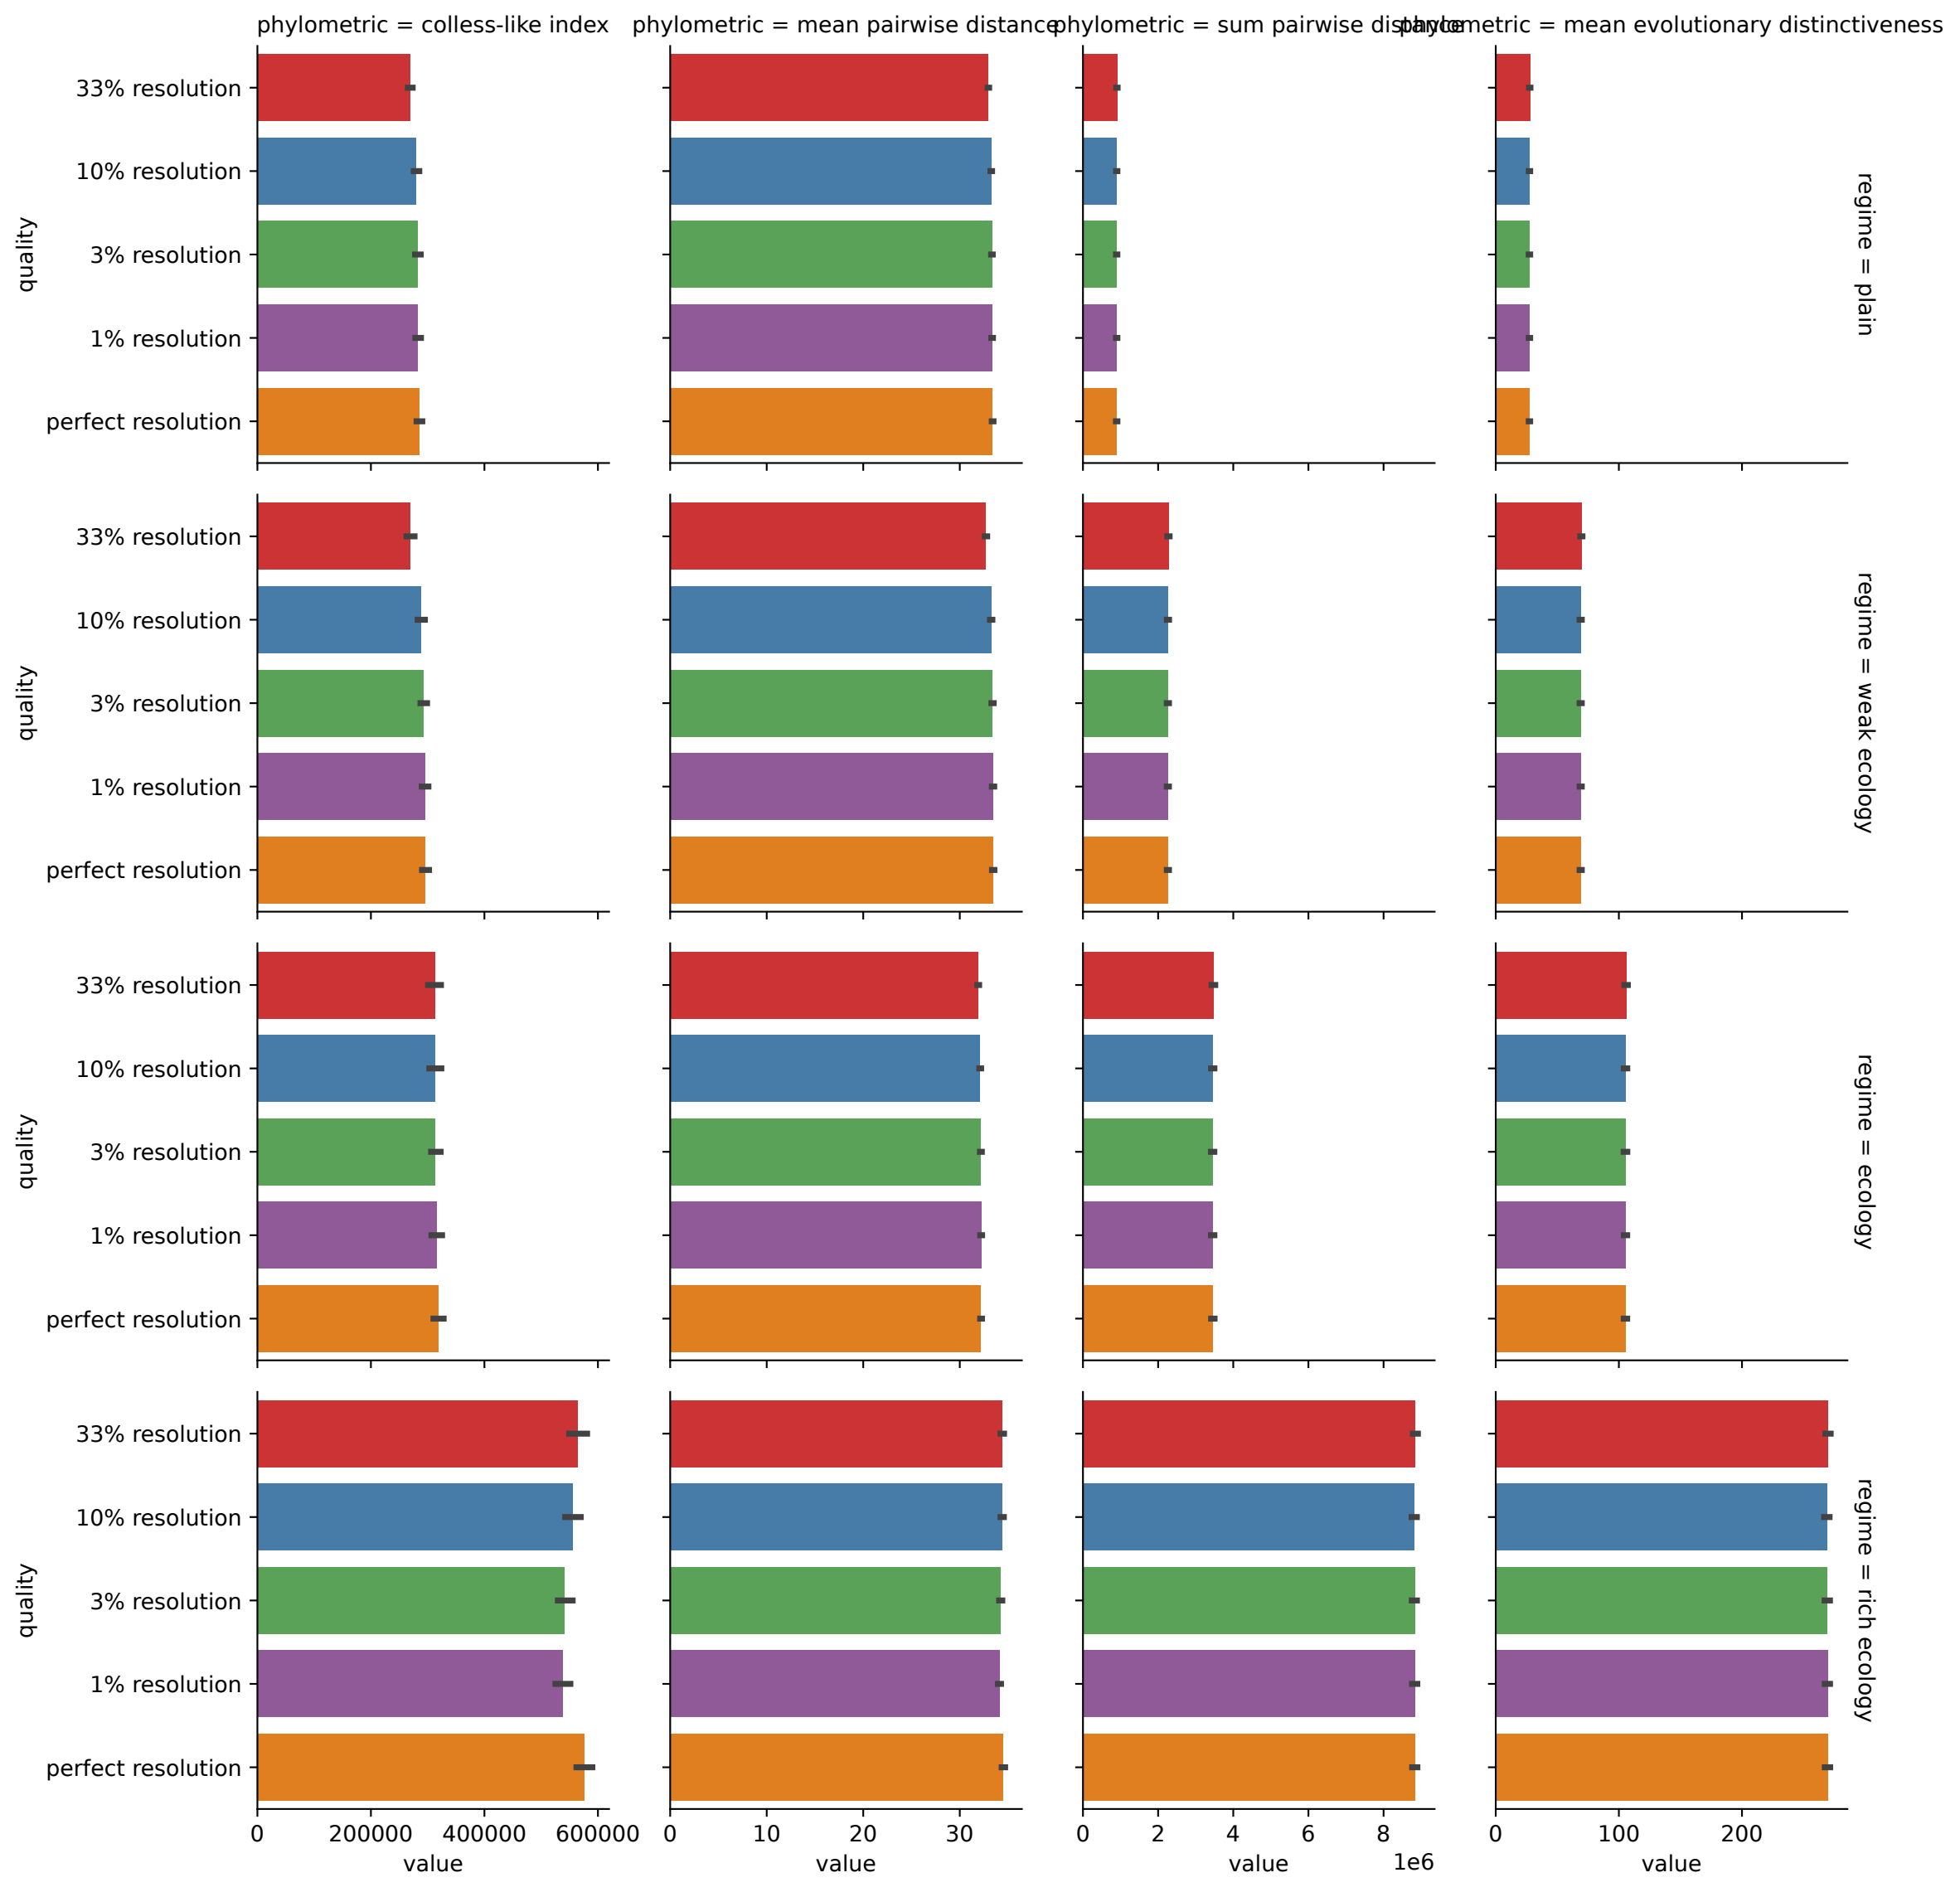 phylometric = colless-like index
phylometric = mean pairwise distance
phylometric = sum pairwise distance
phylometric = mean evolutionary distinctiveness
quality
33% resolution
10% resolution
3% resolution
1% resolution
perfect resolution
regime = plain
quality
33% resolution
10% resolution
3% resolution
1% resolution
perfect resolution
regime = weak ecology
quality
33% resolution
10% resolution
3% resolution
1% resolution
perfect resolution
regime = ecology
quality
33% resolution
10% resolution
3% resolution
1% resolution
perfect resolution
regime = rich ecology
0 200000 400000 600000
0 10 20 30
0 2 4 6 8
0 100 200
1e6
value
value
value
value